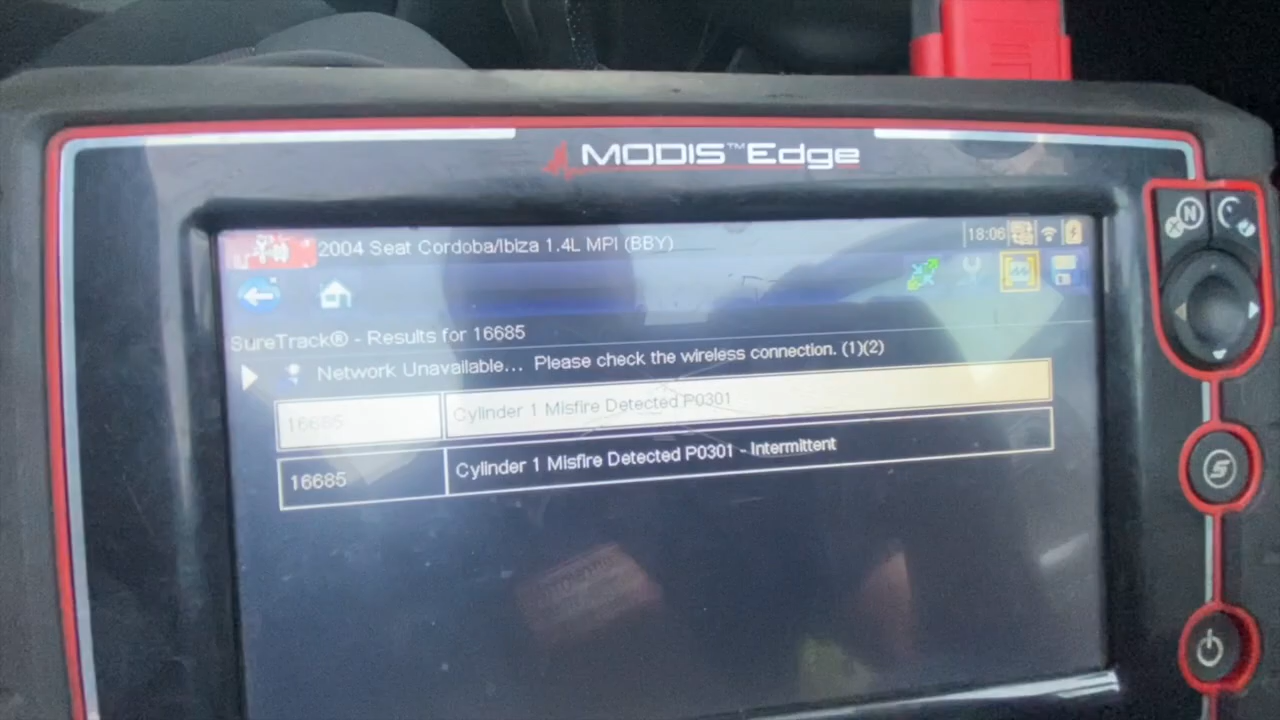 MODIS™ Edge
2004 Seat Cordoba/Ibiza 1.4L MPI (BBY)
18:06
SureTrack® - Results for 16685
Network Unavailable... Please check the wireless connection. (1)(2)
16685 Cylinder 1 Misfire Detected P0301
16685 Cylinder 1 Misfire Detected P0301 - Intermittent
N
X
S